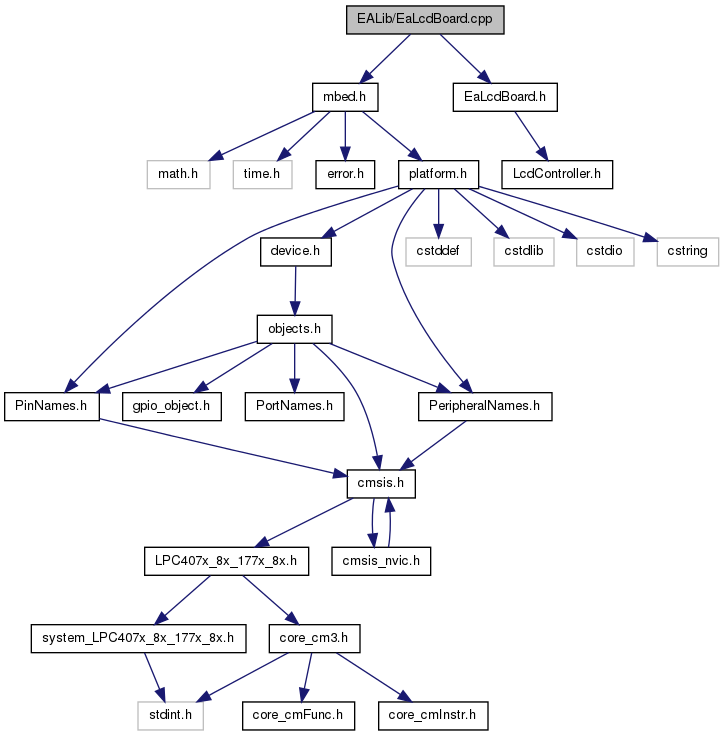 EALib/EaLcdBoard.cpp
mbed.h
EaLcdBoard.h
math.h
time.h
error.h
platform.h
LcdController.h
device.h
cstddef
cstdlib
cstdio
cstring
objects.h
PinNames.h
gpio_object.h
PortNames.h
PeripheralNames.h
cmsis.h
LPC407x_8x_177x_8x.h
cmsis_nvic.h
system_LPC407x_8x_177x_8x.h
core_cm3.h
stdint.h
core_cmFunc.h
core_cmInstr.h